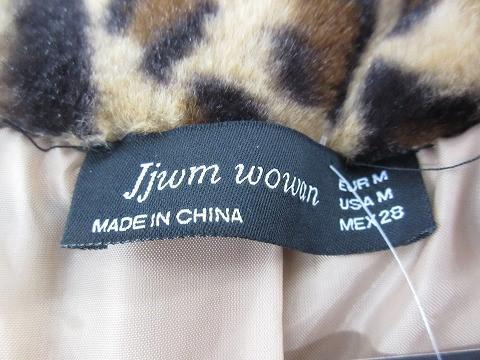 Jjwm wowan
MADE IN CHINA
EUR M
USA M
MEX 28